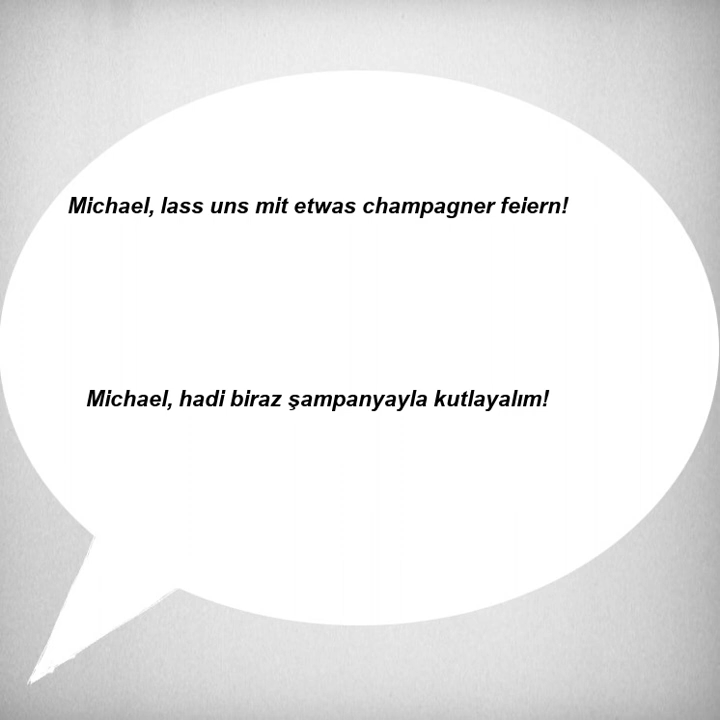 Michael, lass uns mit etwas champagner feiern!
Michael, hadi biraz şampanyayla kutlayalım!